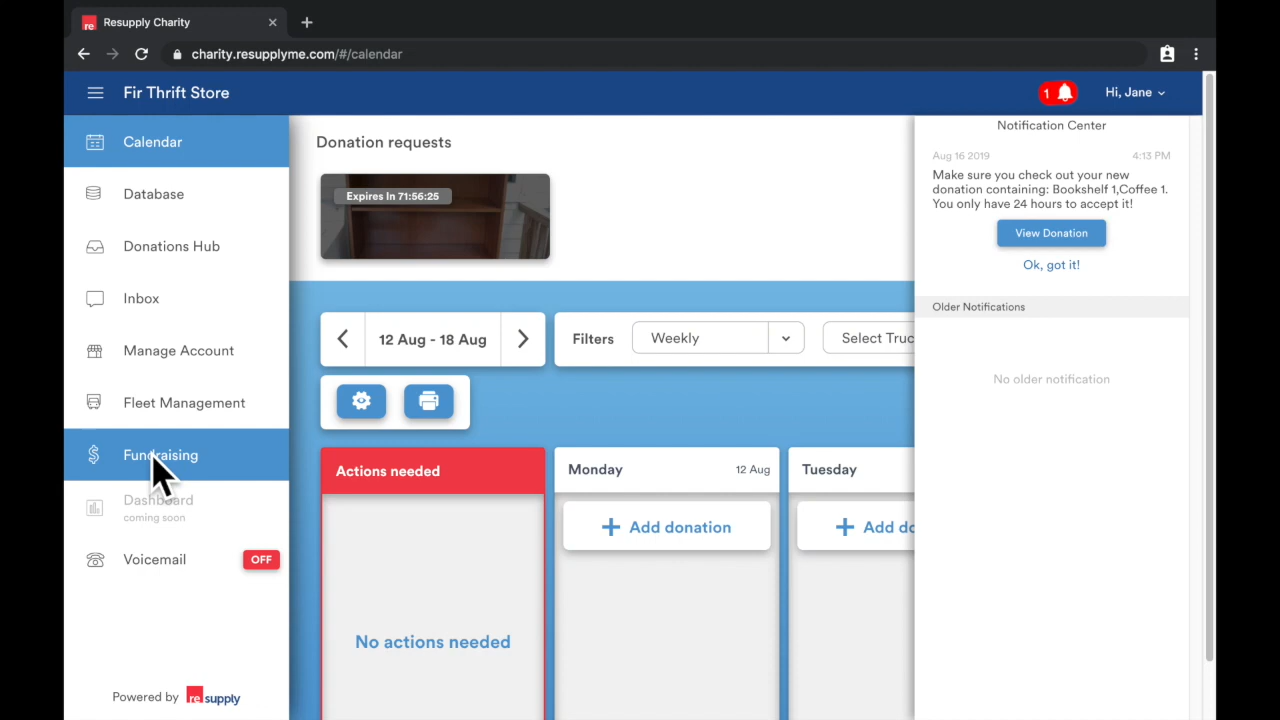 Resupply Charity
charity.resupplyme.com/#/calendar
Fir Thrift Store
1
Hi, Jane
Calendar
Database
Donations Hub
Inbox
Manage Account
Fleet Management
Fundraising
Dashboard
coming soon
Voicemail
OFF
Powered by re supply
Donation requests
Expires In 71:56:25
12 Aug - 18 Aug
Filters
Weekly
Select Truc
Actions needed
No actions needed
Monday
12 Aug
Add donation
Tuesday
Add do
Notification Center
Aug 16 2019
4:13 PM
Make sure you check out your new
donation containing: Bookshelf 1,Coffee 1.
You only have 24 hours to accept it!
View Donation
Ok, got it!
Older Notifications
No older notification